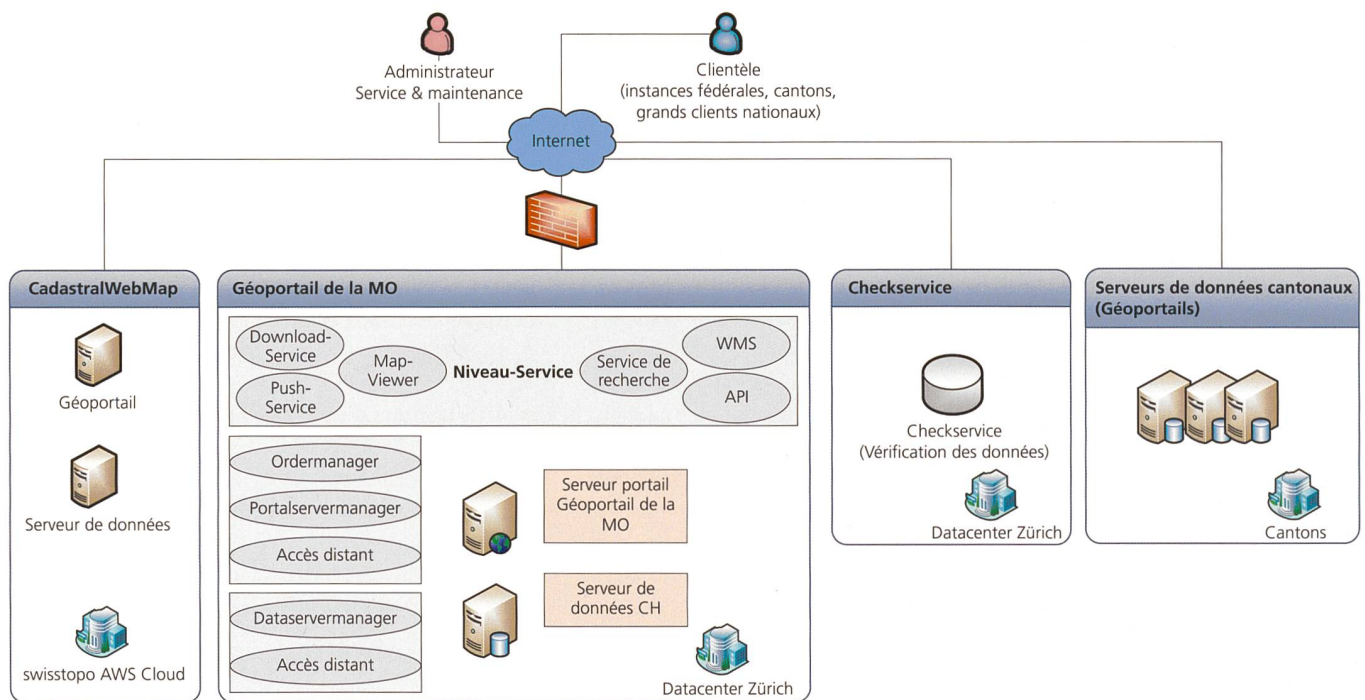 Administrateur
Service & maintenance
Clientèle
(instances fédérales, cantons,
grands clients nationaux)
Internet
CadastralWebMap
Géoportail
Serveur de données
swisstopo AWS Cloud
Géoportail de la MO
Download-
Service
Push-
Service
Map-
Viewer
Niveau-Service
Service de
recherche
WMS
API
Ordermanager
Portalservermanager
Accès distant
Serveur portail
Géoportail de la
MO
Dataservermanager
Accès distant
Serveur de
données CH
Datacenter Zürich
Checkservice
Checkservice
(Vérification des données)
Datacenter Zürich
Serveurs de données cantonaux
(Géoportails)
Cantons